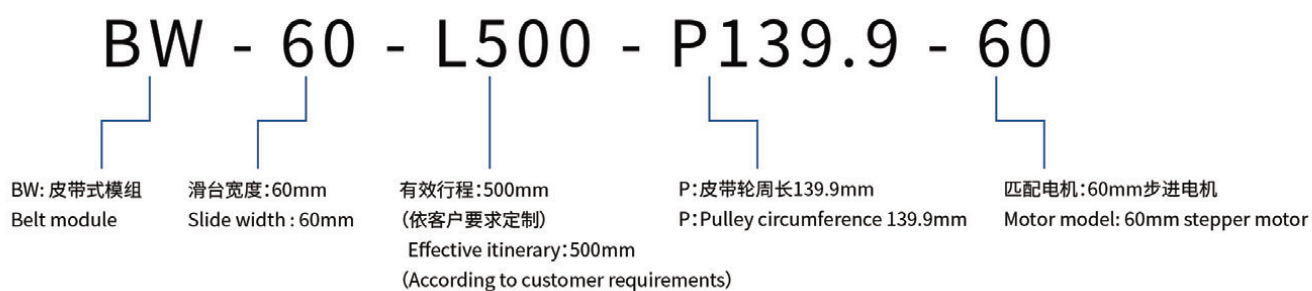 BW - 60 - L500 - P139.9 - 60
BW: 皮带式模组
Belt module
滑台宽度:60mm
Slide width : 60mm
有效行程:500mm
(依客户要求定制)
Effective itinerary:500mm
(According to customer requirements)
P:皮带轮周长139.9mm
P:Pulley circumference 139.9mm
匹配电机:60mm步进电机
Motor model: 60mm stepper motor